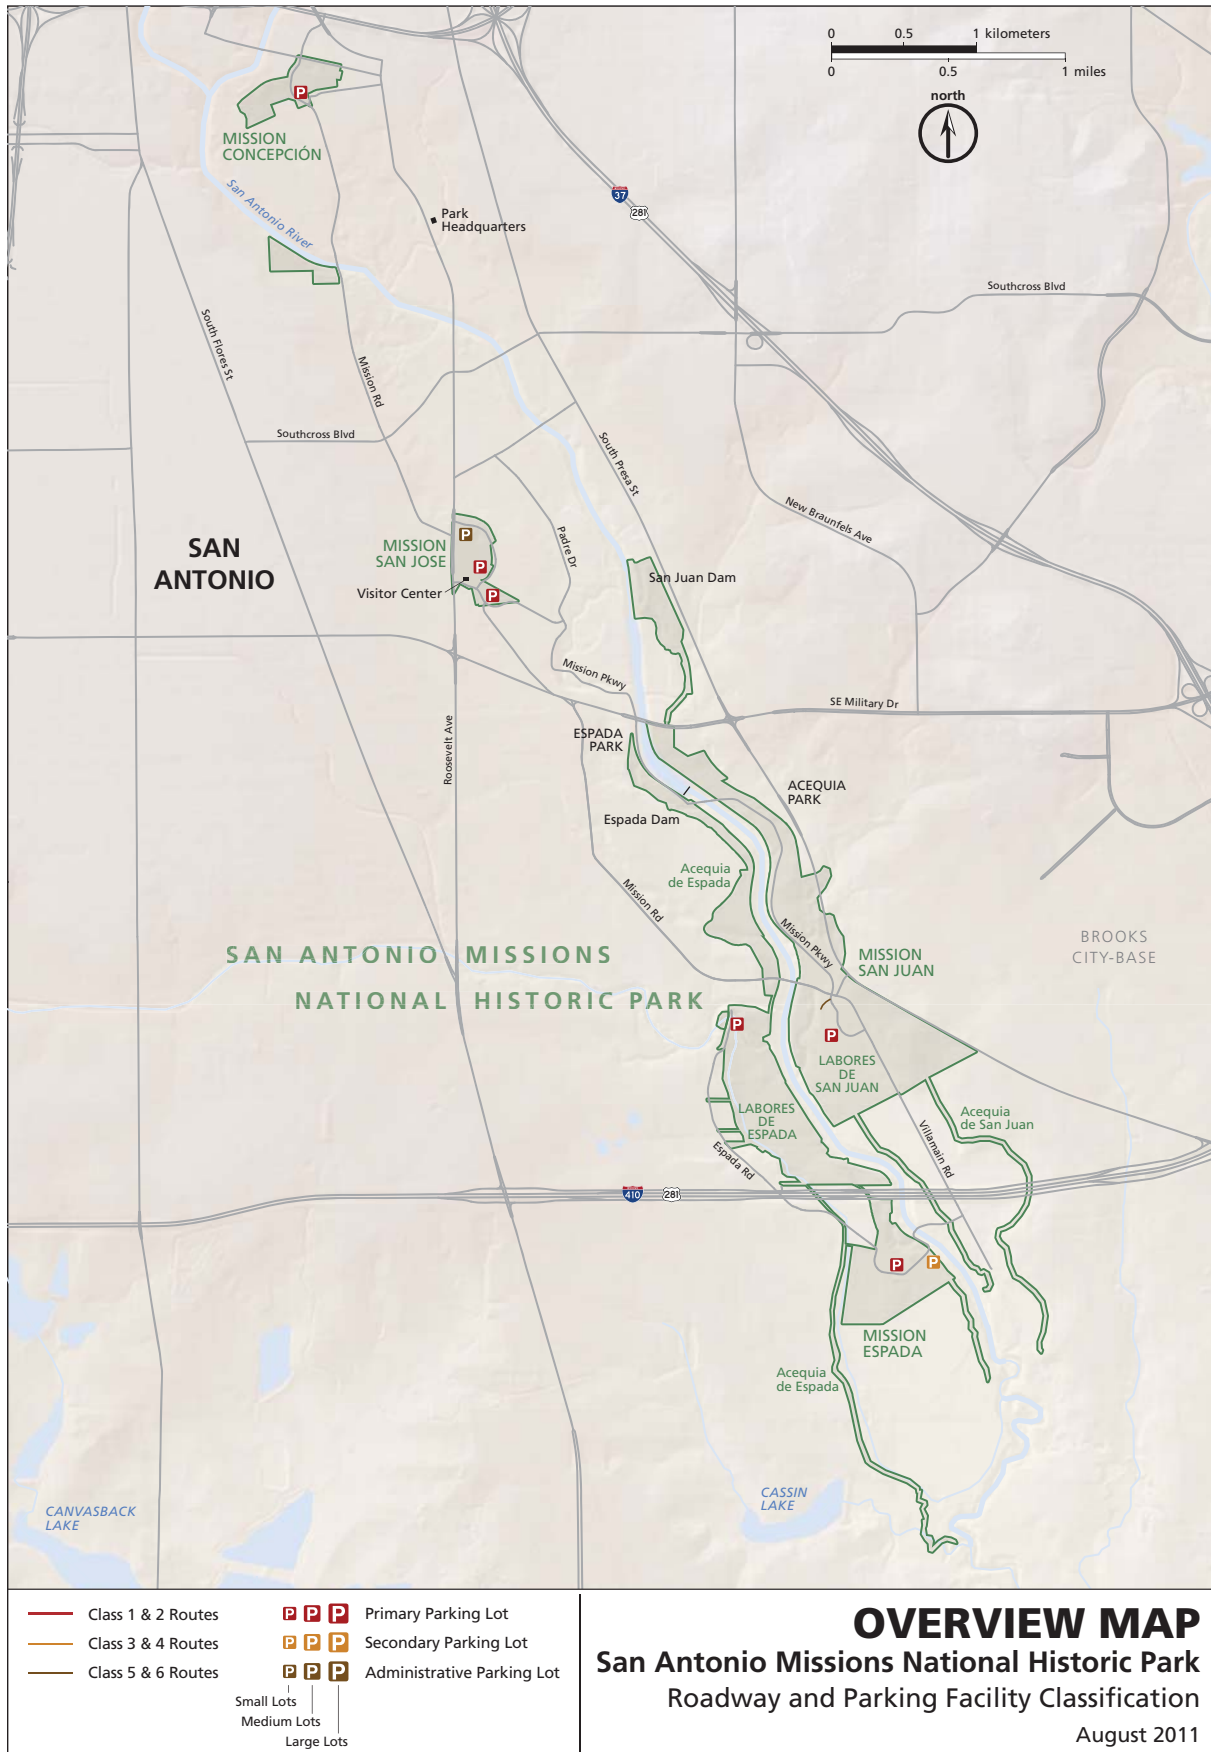 0 0.5 1 kilometers
0 0.5 1 miles
north
P
MISSION
CONCEPCIÓN
San Antonio River
37
281
Park
Headquarters
Southcross Blvd
South Flores St
Mission Rd
Southcross Blvd
South Presa St
New Braunfels Ave
SAN
ANTONIO
MISSION
SAN JOSE
P
P
P
Visitor Center
Padre Dr
San Juan Dam
Mission Pkwy
SE Military Dr
Roosevelt Ave
ESPADA
PARK
ACEQUIA
PARK
Espada Dam
Acequia
de Espada
Mission Rd
Mission Pkwy
BROOKS
CITY-BASE
SAN ANTONIO MISSIONS
NATIONAL HISTORIC PARK
MISSION
SAN JUAN
P
P
LABORES
DE
SAN JUAN
LABORES
DE
ESPADA
Acequia
de San Juan
Villamain Rd
Espada Rd
410
281
P
P
MISSION
ESPADA
Acequia
de Espada
CANVASBACK
LAKE
CASSIN
LAKE
Class 1 & 2 Routes
Class 3 & 4 Routes
Class 5 & 6 Routes
P P P Primary Parking Lot
P P P Secondary Parking Lot
P P P Administrative Parking Lot
Small Lots
Medium Lots
Large Lots
OVERVIEW MAP
San Antonio Missions National Historic Park
Roadway and Parking Facility Classification
August 2011